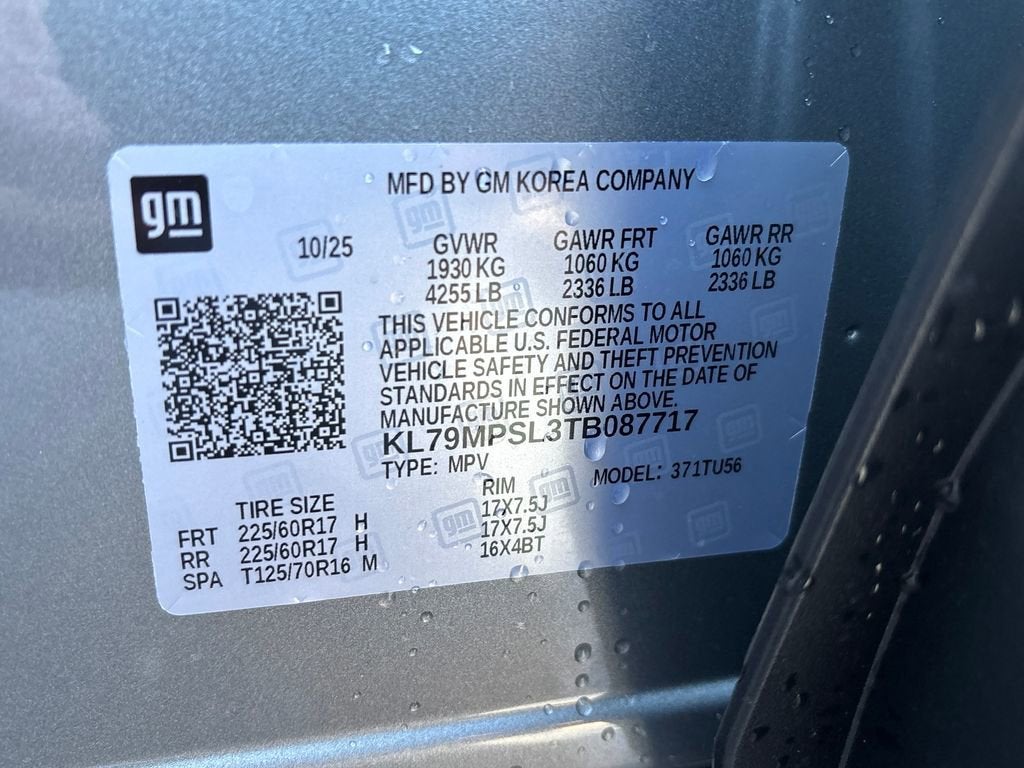 gm
MFD BY GM KOREA COMPANY
10/25
GVWR GAWR FRT GAWR RR
1930 KG 1060 KG 1060 KG
4255 LB 2336 LB 2336 LB
THIS VEHICLE CONFORMS TO ALL
APPLICABLE U.S. FEDERAL MOTOR
VEHICLE SAFETY AND THEFT PREVENTION
STANDARDS IN EFFECT ON THE DATE OF
MANUFACTURE SHOWN ABOVE.
KL79MPSL3TB087717
TYPE: MPV MODEL: 371TU56
TIRE SIZE RIM
FRT 225/60R17 H 17X7.5J
RR 225/60R17 H 17X7.5J
SPA T125/70R16 M 16X4BT